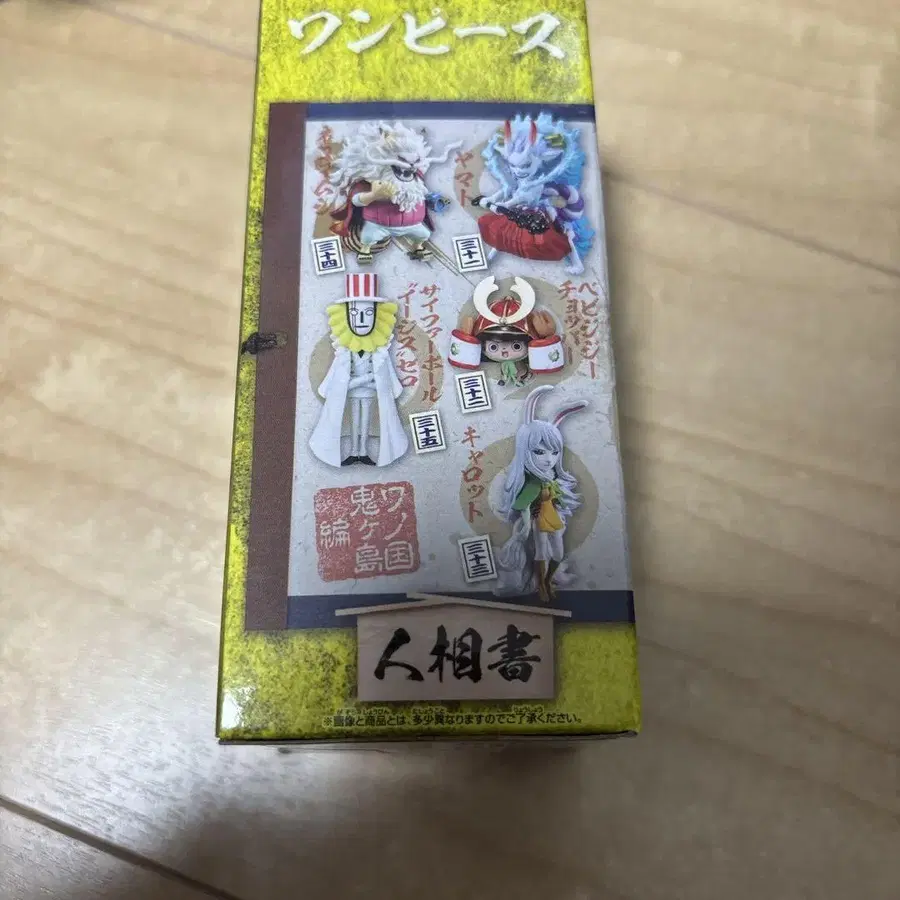 ワンピース
ネコマムシ
三十四
ヤマト
三十一
サイファーポール
“イージス”ゼロ
三十五
ベビィジィー
チョッパー
三十二
キャロット
三十三
ワノ国
鬼ヶ島
編
人相書
※画像と商品とは、多少異なりますのでご了承ください。